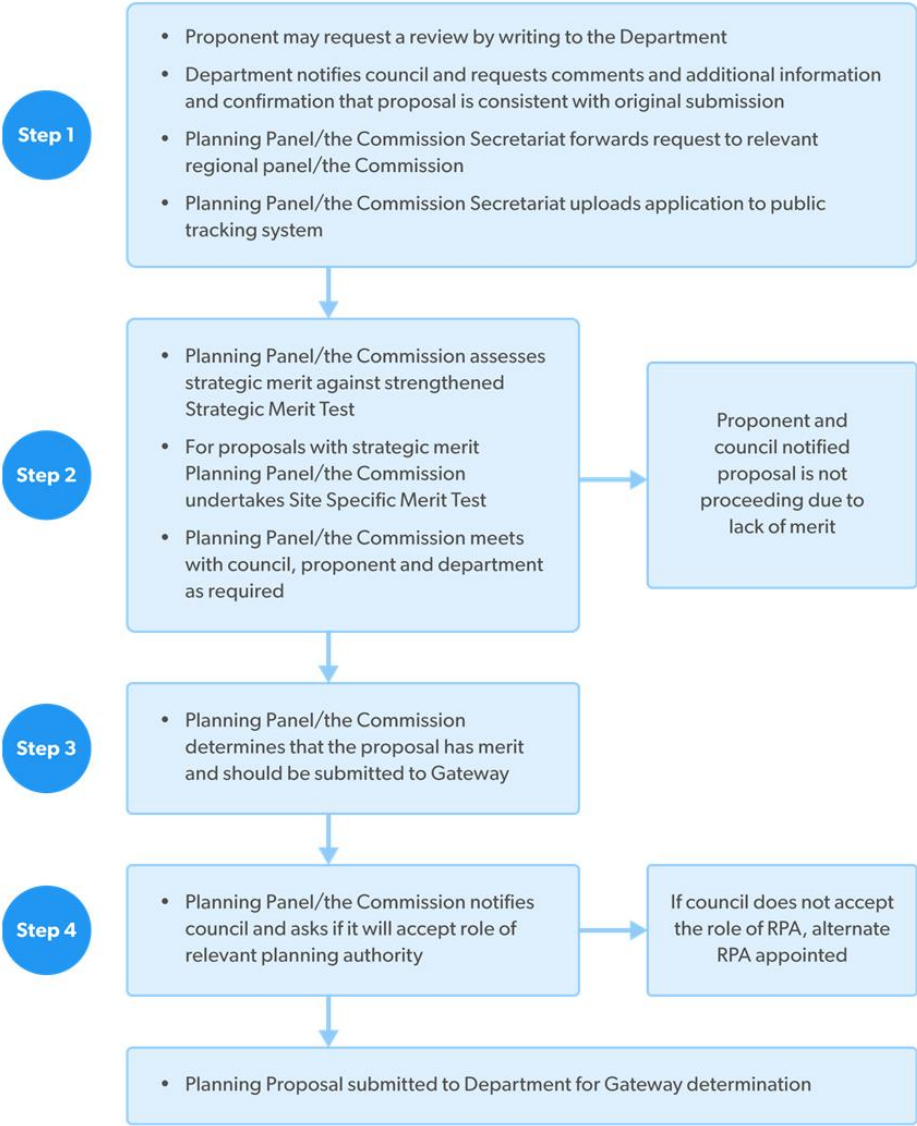 Step 1
• Proponent may request a review by writing to the Department
• Department notifies council and requests comments and additional information
and confirmation that proposal is consistent with original submission
• Planning Panel/the Commission Secretariat forwards request to relevant
regional panel/the Commission
• Planning Panel/the Commission Secretariat uploads application to public
tracking system
Step 2
• Planning Panel/the Commission assesses
strategic merit against strengthened
Strategic Merit Test
• For proposals with strategic merit
Planning Panel/the Commission
undertakes Site Specific Merit Test
• Planning Panel/the Commission meets
with council, proponent and department
as required
Proponent and
council notified
proposal is not
proceeding due to
lack of merit
Step 3
• Planning Panel/the Commission
determines that the proposal has merit
and should be submitted to Gateway
Step 4
• Planning Panel/the Commission notifies
council and asks if it will accept role of
relevant planning authority
If council does not accept
the role of RPA, alternate
RPA appointed
• Planning Proposal submitted to Department for Gateway determination